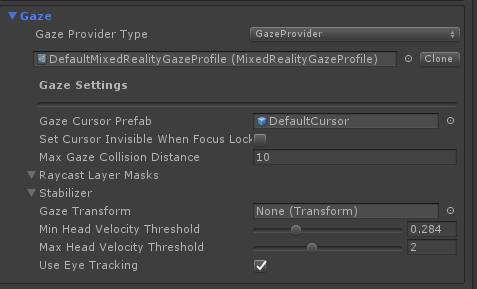 Gaze
Gaze Provider Type GazeProvider
DefaultMixedRealityGazeProfile (MixedRealityGazeProfile) Clone
Gaze Settings
Gaze Cursor Prefab DefaultCursor
Set Cursor Invisible When Focus Lock
Max Gaze Collision Distance 10
Raycast Layer Masks
Stabilizer
Gaze Transform None (Transform)
Min Head Velocity Threshold 0.284
Max Head Velocity Threshold 2
Use Eye Tracking